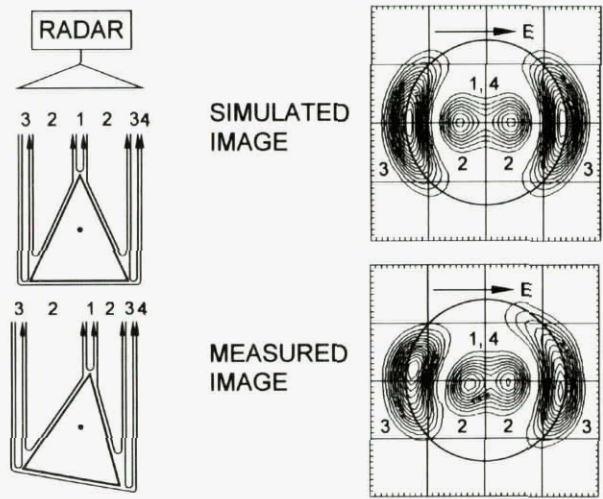 RADAR
3 2 1 2 34
SIMULATED
IMAGE
E
1, 4
2 2
3 3
3 2 1 2 34
MEASURED
IMAGE
E
1, 4
2 2
3 3